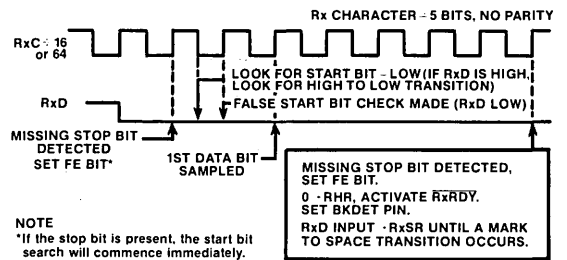 Rx CHARACTER = 5 BITS, NO PARITY
RxC ÷ 16
or 64
LOOK FOR START BIT = LOW (IF RxD IS HIGH,
LOOK FOR HIGH TO LOW TRANSITION)
RxD
FALSE START BIT CHECK MADE (RxD LOW)
MISSING STOP BIT
DETECTED
SET FE BIT*
1ST DATA BIT
SAMPLED
MISSING STOP BIT DETECTED,
SET FE BIT.
0 → RHR, ACTIVATE RxRDY.
SET BKDET PIN.
RxD INPUT → RxSR UNTIL A MARK
TO SPACE TRANSITION OCCURS.
NOTE
*If the stop bit is present, the start bit
search will commence immediately.